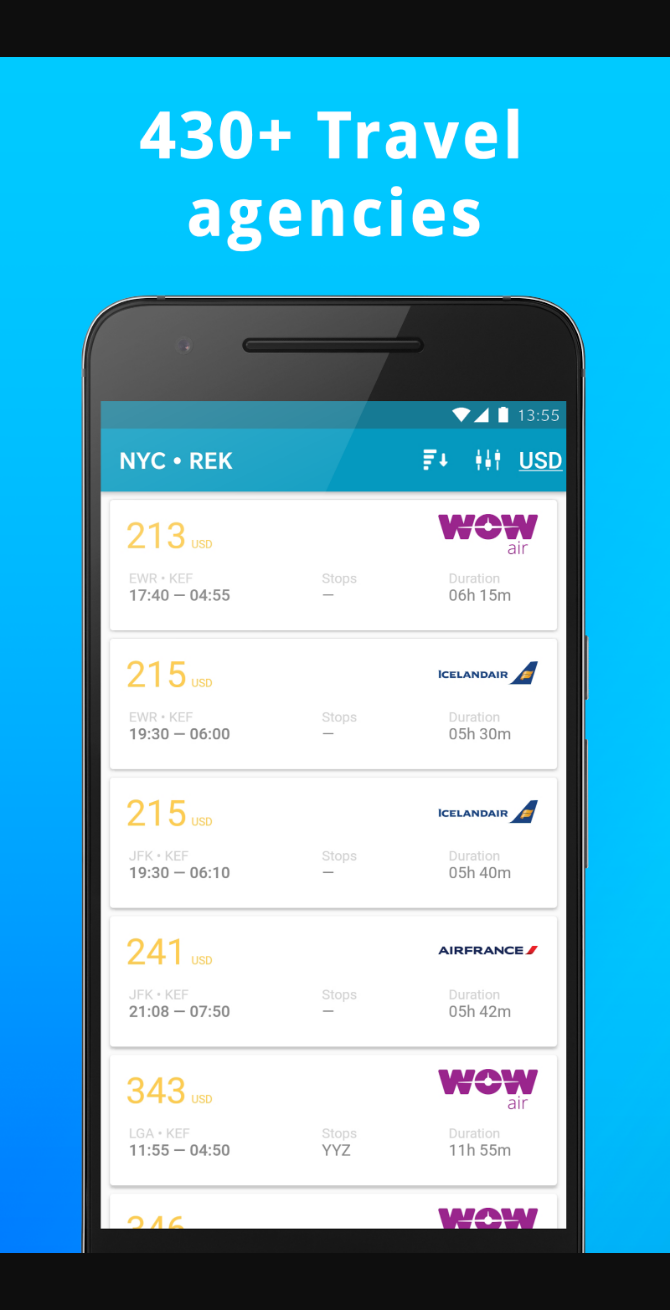 430+ Travel
agencies
13:55
NYC • REK USD
213 USD WOW air
EWR • KEF Stops Duration
17:40 — 04:55 — 06h 15m
215 USD ICELANDAIR
EWR • KEF Stops Duration
19:30 — 06:00 — 05h 30m
215 USD ICELANDAIR
JFK • KEF Stops Duration
19:30 — 06:10 — 05h 40m
241 USD AIRFRANCE
JFK • KEF Stops Duration
21:08 — 07:50 — 05h 42m
343 USD WOW air
LGA • KEF Stops Duration
11:55 — 04:50 YYZ 11h 55m
346 WOW